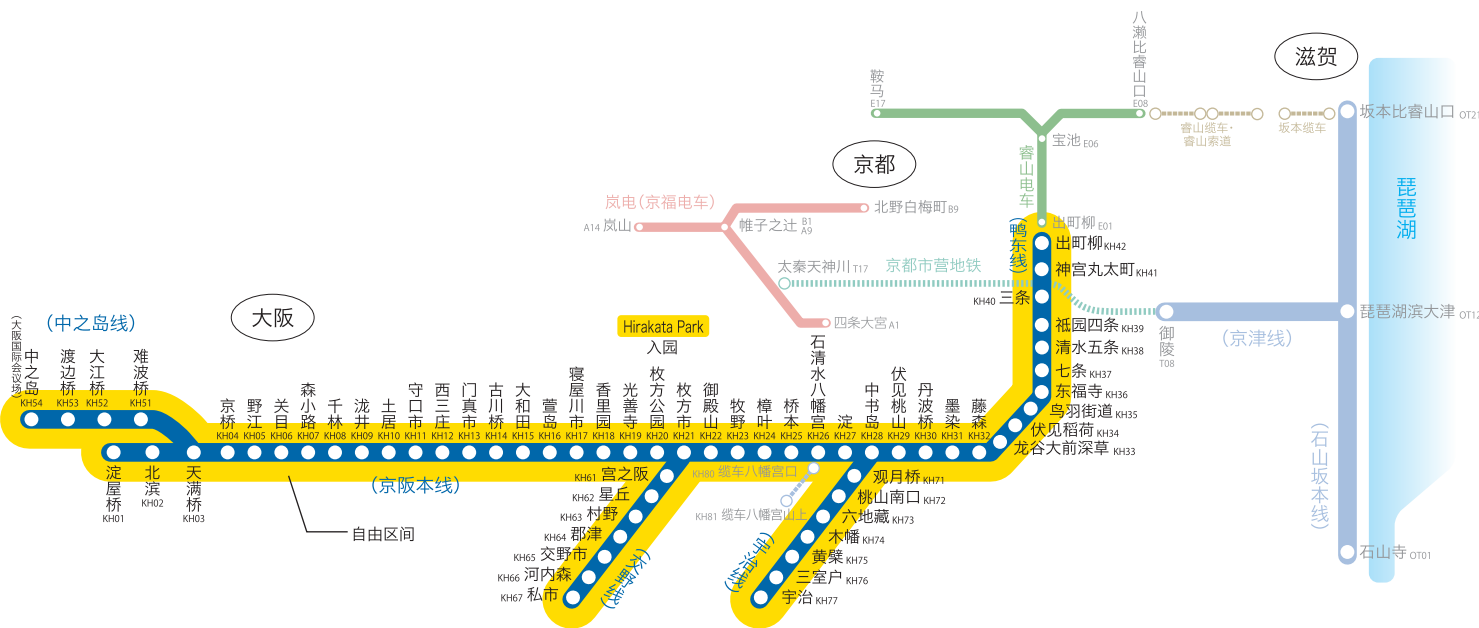 八濑比睿山口
E08
滋贺
鞍马
E17
睿山缆车・
睿山索道
坂本缆车
坂本比睿山口 OT21
宝池 E06
睿山电车
京都
琵琶湖
岚电（京福电车）
北野白梅町 B9
A14 岚山
帷子之辻 B1
A9
出町柳 E01
（鸭东线）
出町柳 KH42
太秦天神川 T17
京都市营地铁
神宫丸太町 KH41
KH40 三条
四条大宫 A1
祇园四条 KH39
清水五条 KH38
七条 KH37
东福寺 KH36
鸟羽街道 KH35
伏见稻荷 KH34
龙谷大前深草 KH33
御陵
T08
（京津线）
琵琶湖滨大津 OT12
（石山坂本线）
石山寺 OT01
大阪
（中之岛线）
Hirakata Park
入园
（大阪国际会议场）
中之岛
KH54
渡边桥
KH53
大江桥
KH52
难波桥
KH51
京桥
KH04
野江
KH05
关目
KH06
森小路
KH07
千林
KH08
泷井
KH09
土居
KH10
守口市
KH11
西三庄
KH12
门真市
KH13
古川桥
KH14
大和田
KH15
萱岛
KH16
寝屋川市
KH17
香里园
KH18
光善寺
KH19
枚方公园
KH20
枚方市
KH21
御殿山
KH22
牧野
KH23
樟叶
KH24
桥本
KH25
石清水八幡宫
KH26
淀
KH27
中书岛
KH28
伏见桃山
KH29
丹波桥
KH30
墨染
KH31
藤森
KH32
淀屋桥
KH01
北滨
KH02
天满桥
KH03
（京阪本线）
自由区间
KH61 宫之阪
KH62 星丘
KH63 村野
KH64 郡津
KH65 交野市
KH66 河内森
KH67 私市
（交野线）
KH80 缆车八幡宫口
KH81 缆车八幡宫山上
观月桥 KH71
桃山南口 KH72
六地藏 KH73
木幡 KH74
黄檗 KH75
三室户 KH76
宇治 KH77
（宇治线）